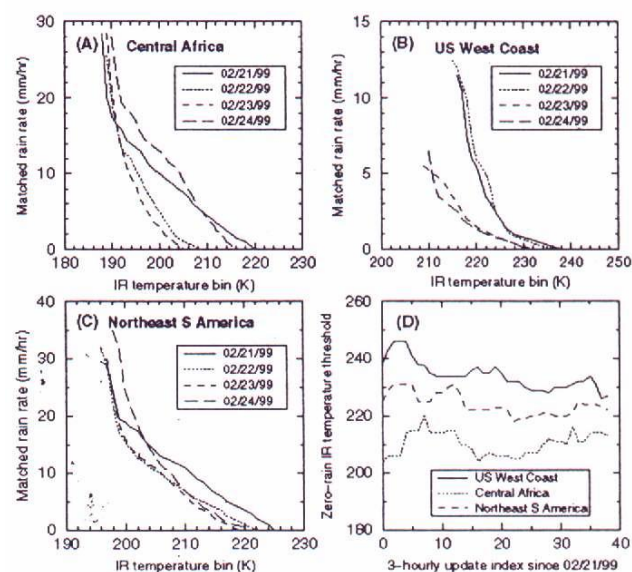 (A) Central Africa
02/21/99
02/22/99
02/23/99
02/24/99
Matched rain rate (mm/hr)
30
20
10
0
180 190 200 210 220 230
IR temperature bin (K)
(B) US West Coast
02/21/99
02/22/99
02/23/99
02/24/99
Matched rain rate (mm/hr)
15
10
5
0
200 210 220 230 240 250
IR temperature bin (K)
(C) Northeast S America
02/21/99
02/22/99
02/23/99
02/24/99
Matched rain rate (mm/hr)
40
30
20
10
0
190 200 210 220 230
IR temperature bin (K)
(D)
Zero-rain IR temperature threshold
260
240
220
200
180
US West Coast
Central Africa
Northeast S America
0 10 20 30 40
3-hourly update index since 02/21/99